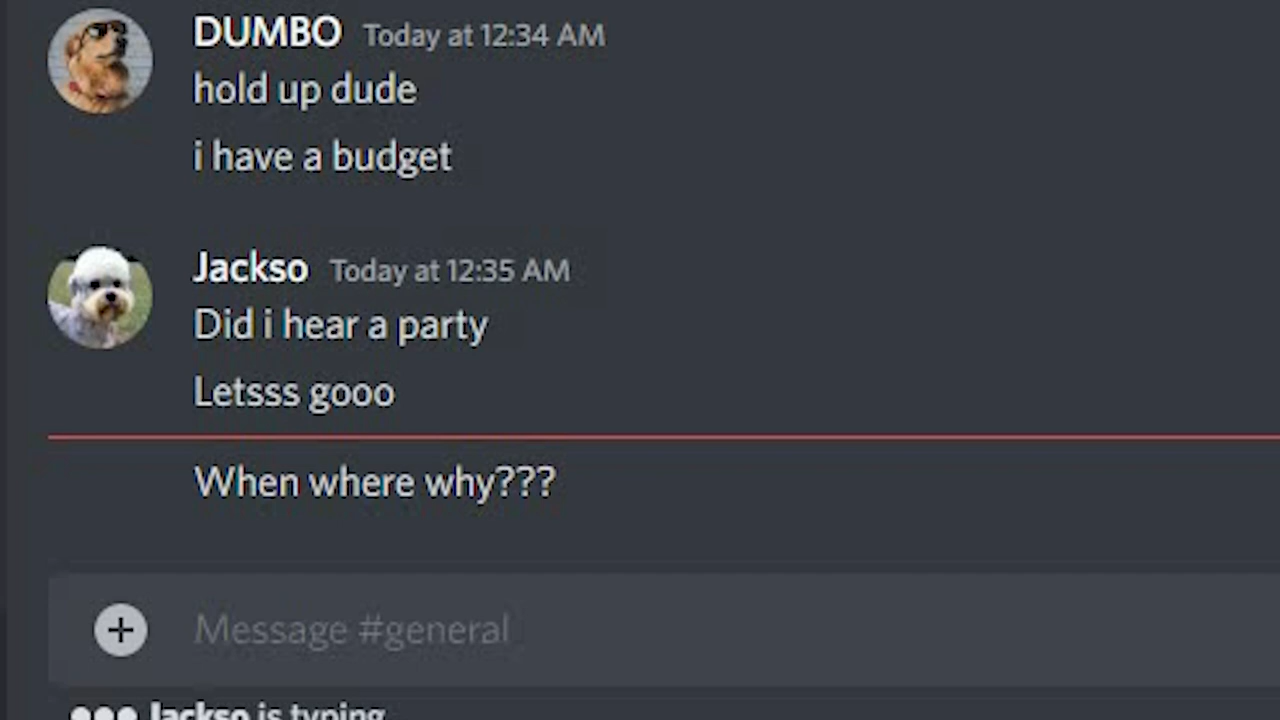 DUMBO Today at 12:34 AM
hold up dude
i have a budget
Jackso Today at 12:35 AM
Did i hear a party
Letsss gooo
When where why???
Message #general
Jackso is typing